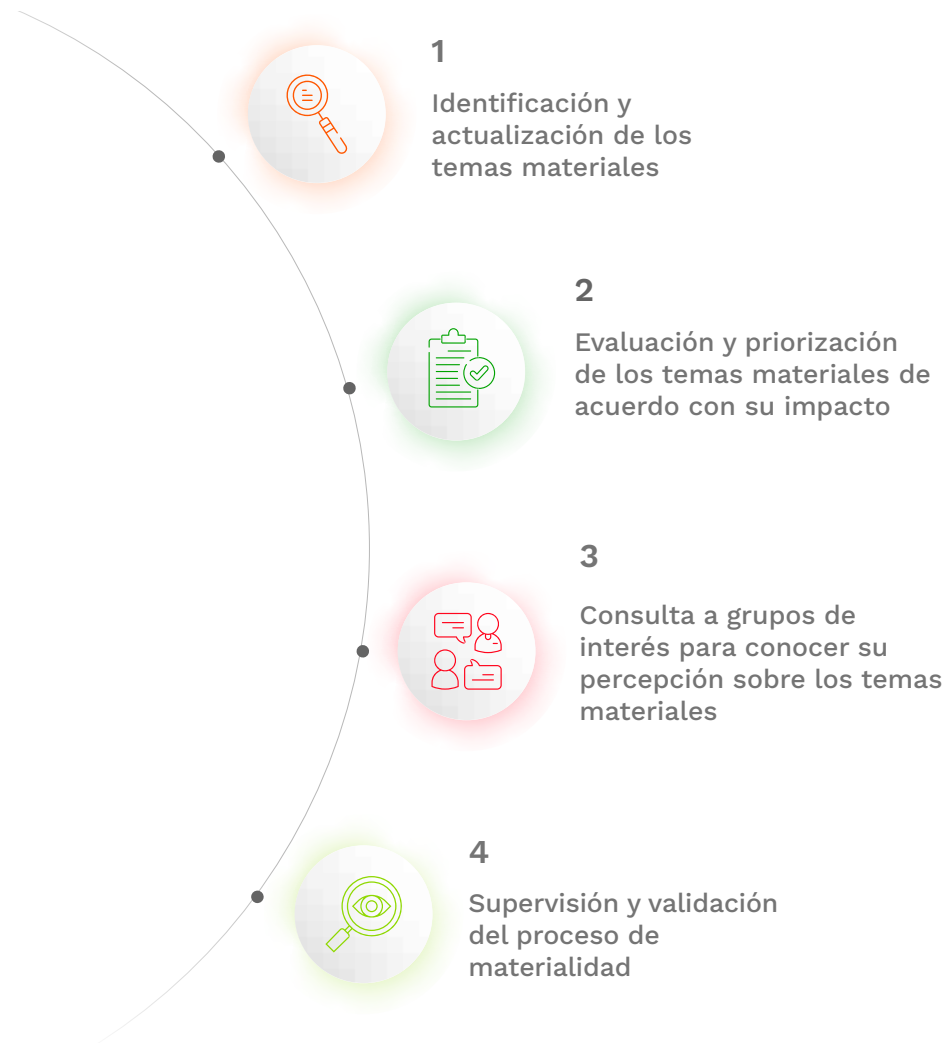 1
Identificación y
actualización de los
temas materiales
2
Evaluación y priorización
de los temas materiales de
acuerdo con su impacto
3
Consulta a grupos de
interés para conocer su
percepción sobre los temas
materiales
4
Supervisión y validación
del proceso de
materialidad